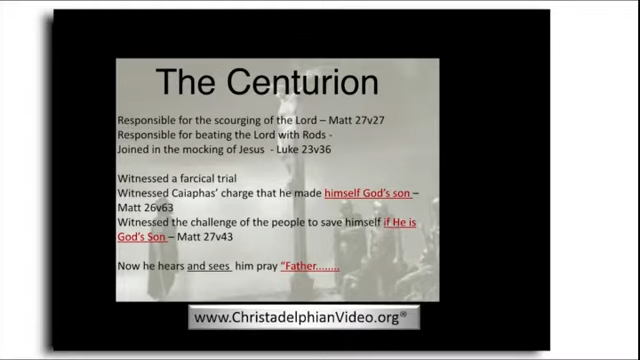 The Centurion
Responsible for the scourging of the Lord – Matt 27v27
Responsible for beating the Lord with Rods -
Joined in the mocking of Jesus - Luke 23v36
Witnessed a farcical trial
Witnessed Caiaphas’ charge that he made himself God’s son –
Matt 26v63
Witnessed the challenge of the people to save himself if He is
God’s Son – Matt 27v43
Now he hears and sees him pray “Father........
www.ChristadelphianVideo.org®